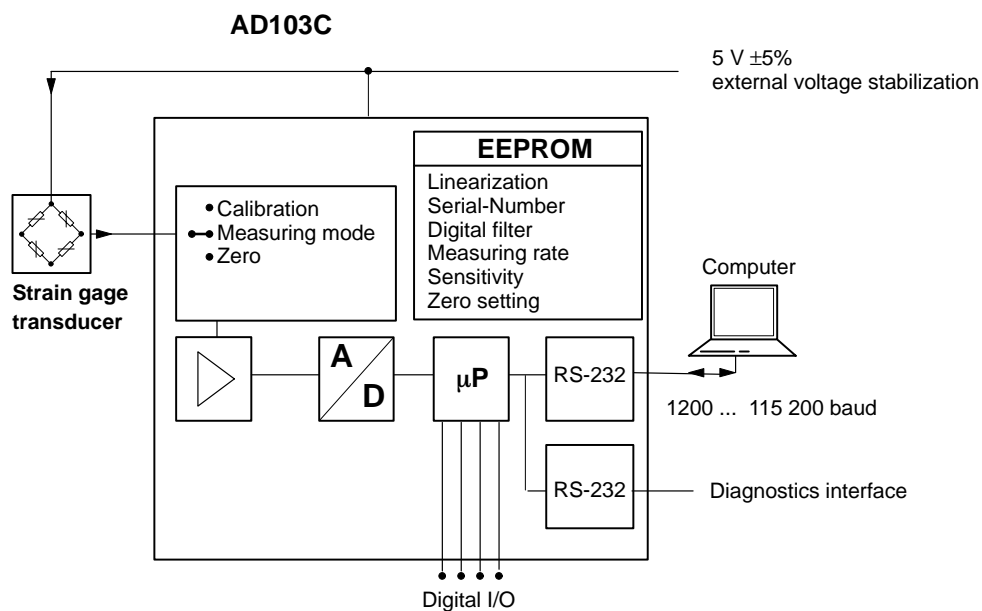 AD103C
5 V ±5%
external voltage stabilization
EEPROM
Linearization
Serial-Number
Digital filter
Measuring rate
Sensitivity
Zero setting
Calibration
Measuring mode
Zero
Strain gage
transducer
Computer
A
D
µP
RS-232
1200 ... 115 200 baud
RS-232
Diagnostics interface
Digital I/O